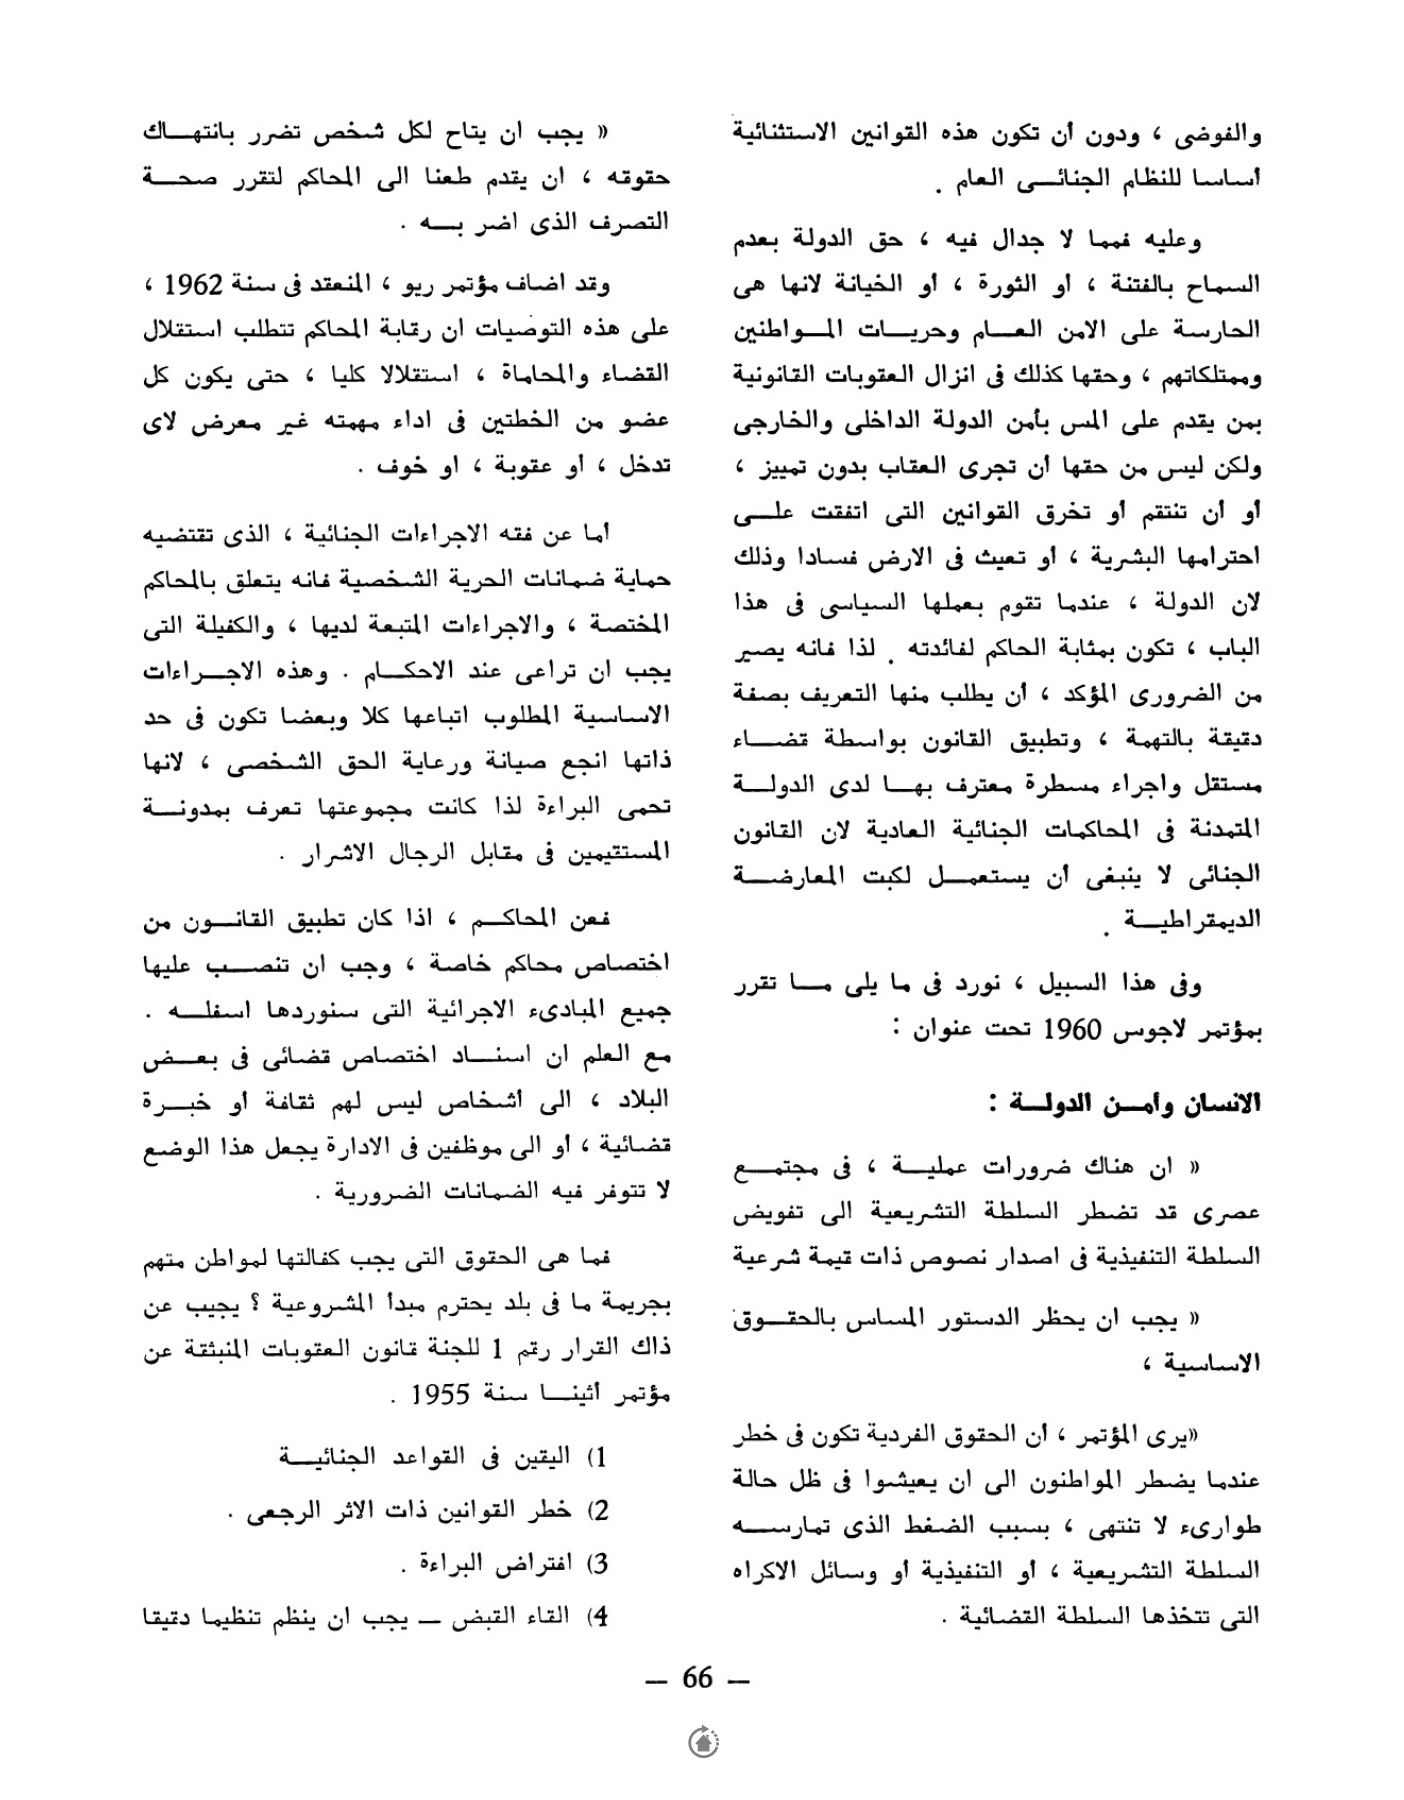 والفوضى ، ودون أن تكون هذه القوانين الاستثنائية
أساسا للنظام الجنائى العام .
وعليه فمما لا جدال فيه ، حق الدولة بعدم
السماح بالفتنة ، أو الثورة ، أو الخيانة لانها هى
الحارسة على الامن العام وحريات المواطنين
وممتلكاتهم ، وحقها كذلك فى انزال العقوبات القانونية
بمن يقدم على المس بأمن الدولة الداخلى والخارجى
ولكن ليس من حقها أن تجرى العقاب بدون تمييز ،
أو أن تنتقم أو تخرق القوانين التى اتفقت على
احترامها البشرية ، أو تعيث فى الارض فسادا وذلك
لان الدولة ، عندما تقوم بعملها السياسى فى هذا
الباب ، تكون بمثابة الحاكم لفائدته . لذا فانه يصير
من الضرورى المؤكد ، أن يطلب منها التعريف بصفة
دقيقة بالتهمة ، وتطبيق القانون بواسطة قضاء
مستقل واجراء مسطرة معترف بها لدى الدولة
المتمدنة فى المحاكمات الجنائية العادية لان القانون
الجنائى لا ينبغى أن يستعمل لكبت المعارضة
الديمقراطية .
وفى هذا السبيل ، نورد فى ما يلى ما تقرر
بمؤتمر لاجوس 1960 تحت عنوان :
الانسان وأمن الدولة :
« ان هناك ضرورات عملية ، فى مجتمع
عصرى قد تضطر السلطة التشريعية الى تفويض
السلطة التنفيذية فى اصدار نصوص ذات قيمة شرعية
« يجب ان يحظر الدستور المساس بالحقوق
الاساسية ،
«يرى المؤتمر ، أن الحقوق الفردية تكون فى خطر
عندما يضطر المواطنون الى ان يعيشوا فى ظل حالة
طوارىء لا تنتهى ، بسبب الضغط الذى تمارسه
السلطة التشريعية ، أو التنفيذية أو وسائل الاكراه
التى تتخذها السلطة القضائية .
« يجب ان يتاح لكل شخص تضرر بانتهاك
حقوقه ، ان يقدم طعنا الى المحاكم لتقرر صحة
التصرف الذى اضر به .
وقد اضاف مؤتمر ريو ، المنعقد فى سنة 1962 ،
على هذه التوصيات ان رقابة المحاكم تتطلب استقلال
القضاء والمحاماة ، استقلالا كليا ، حتى يكون كل
عضو من الخطتين فى اداء مهمته غير معرض لاى
تدخل ، أو عقوبة ، او خوف .
أما عن فقه الاجراءات الجنائية ، الذى تقتضيه
حماية ضمانات الحرية الشخصية فانه يتعلق بالمحاكم
المختصة ، والاجراءات المتبعة لديها ، والكفيلة التى
يجب ان تراعى عند الاحكام . وهذه الاجراءات
الاساسية المطلوب اتباعها كلا وبعضا تكون فى حد
ذاتها انجع صيانة ورعاية الحق الشخصى ، لانها
تحمى البراءة لذا كانت مجموعتها تعرف بمدونة
المستقيمين فى مقابل الرجال الاشرار .
فعن المحاكم ، اذا كان تطبيق القانون من
اختصاص محاكم خاصة ، وجب ان تنصب عليها
جميع المبادىء الاجرائية التى سنوردها اسفله .
مع العلم ان اسناد اختصاص قضائى فى بعض
البلاد ، الى أشخاص ليس لهم ثقافة او خبرة
قضائية ، أو الى موظفين فى الادارة يجعل هذا الوضع
لا تتوفر فيه الضمانات الضرورية .
فما هى الحقوق التى يجب كفالتها لمواطن متهم
بجريمة ما فى بلد يحترم مبدأ المشروعية ؟ يجيب عن
ذاك القرار رقم 1 للجنة قانون العقوبات المنبثقة عن
مؤتمر أثينا سنة 1955 .
1) اليقين فى القواعد الجنائية
2) خطر القوانين ذات الاثر الرجعى .
3) افتراض البراءة .
4) القاء القبض — يجب ان ينظم تنظيما دقيقا
— 66 —